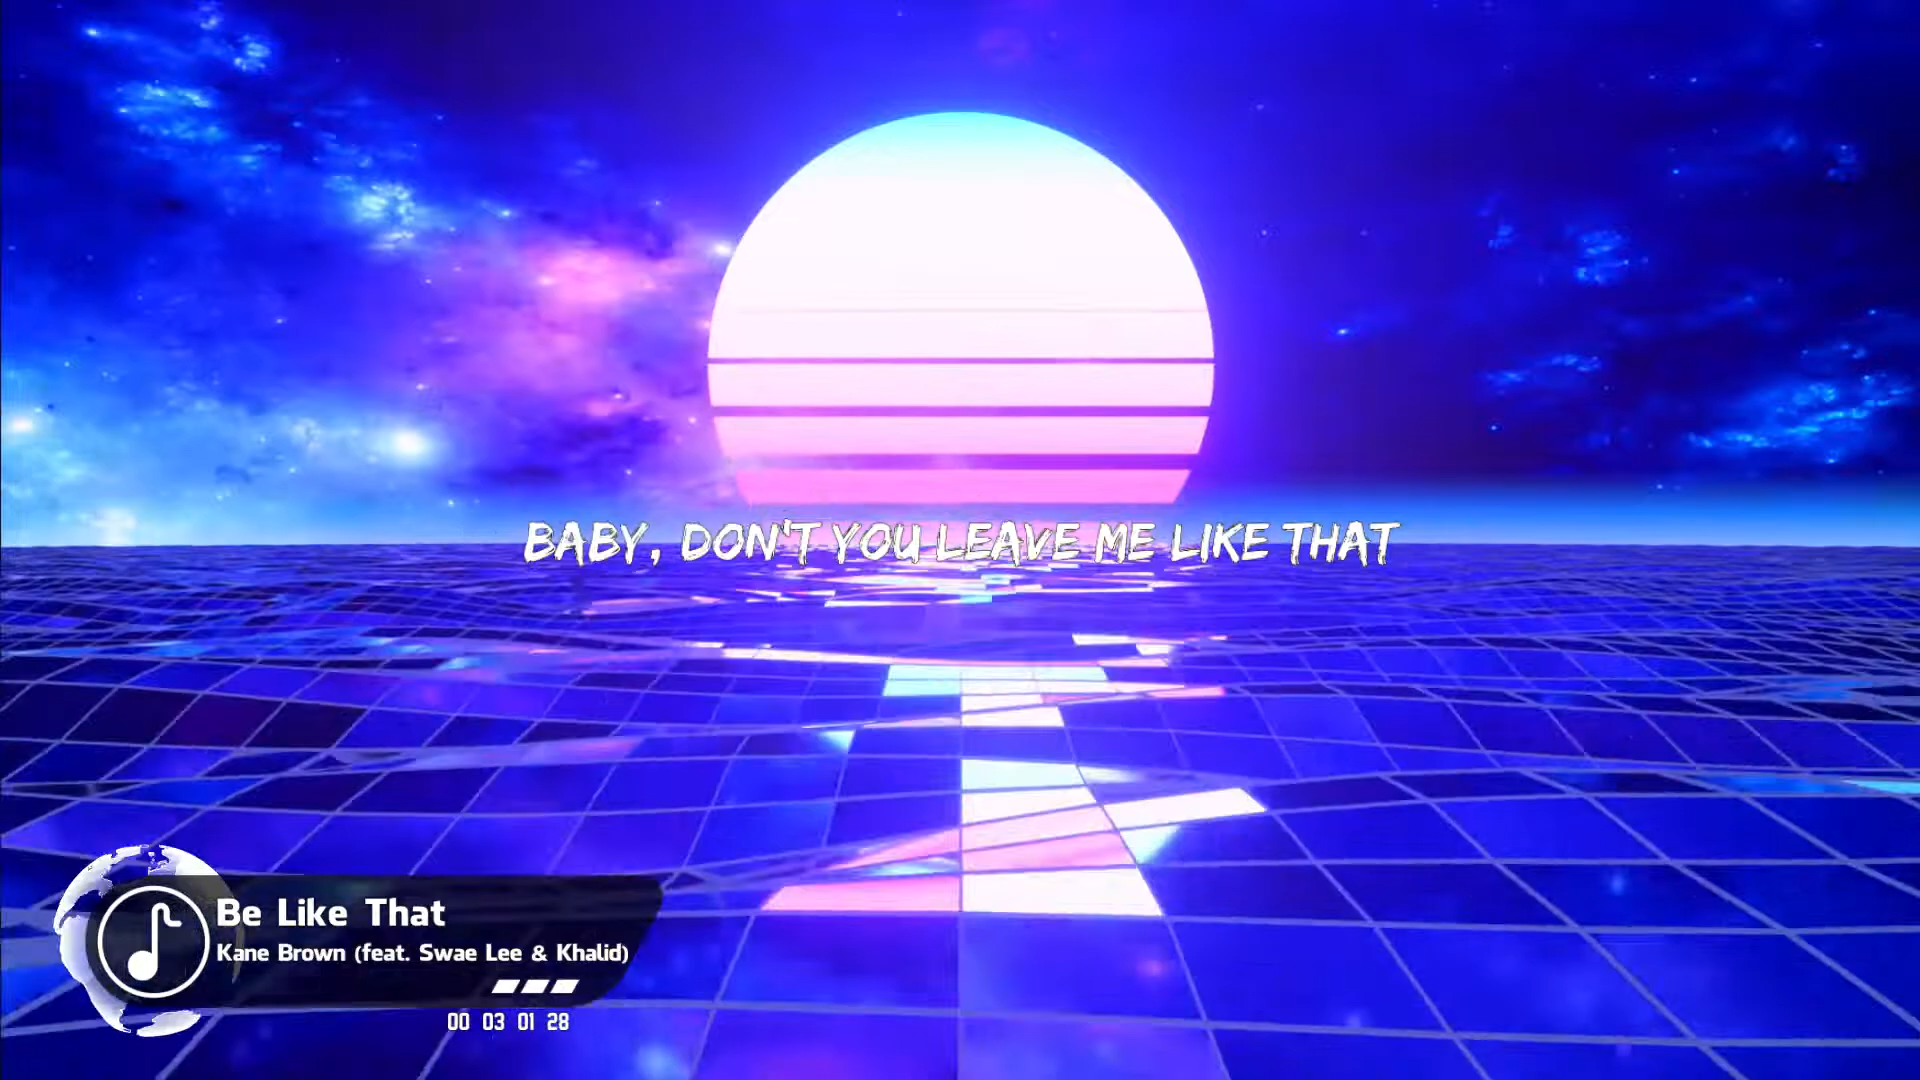 BABY, DON'T YOU LEAVE ME LIKE THAT
Be Like That
Kane Brown (feat. Swae Lee & Khalid)
00 03 01 28